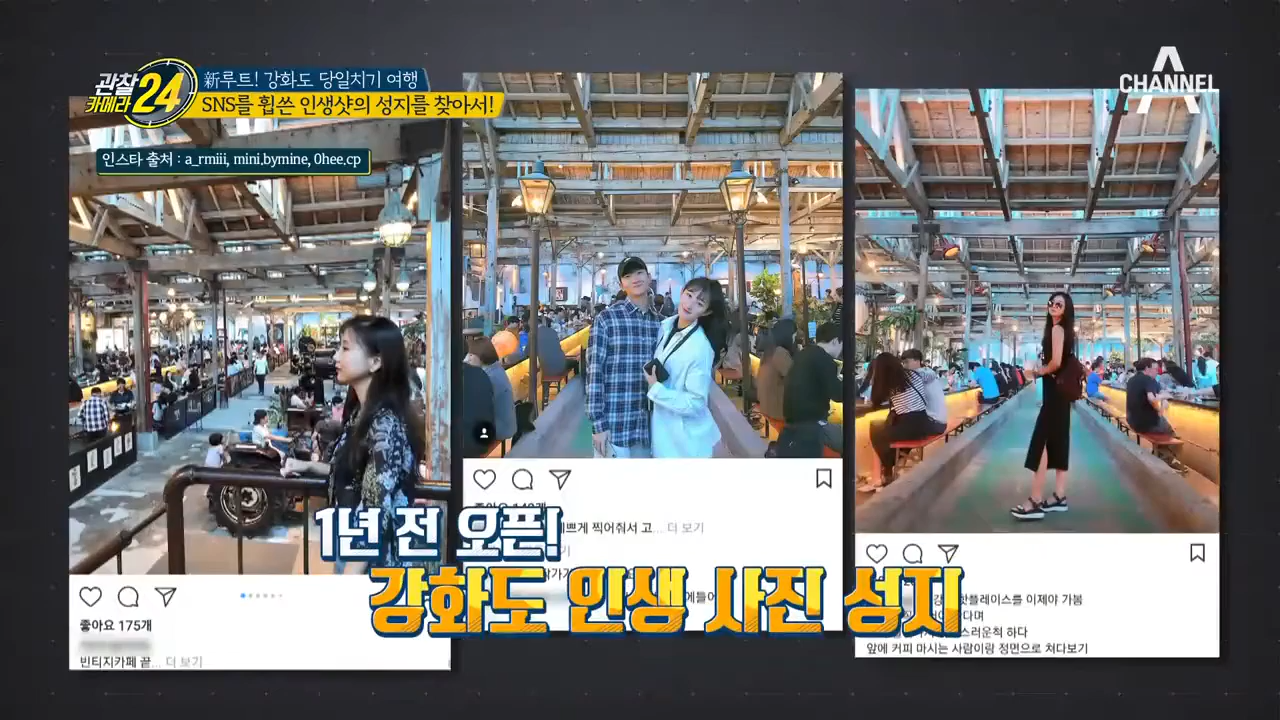 관찰
카메라 24
新루트! 강화도 당일치기 여행
SNS를 휩쓴 인생샷의 성지를 찾아서!
CHANNEL A
인스타 출처 : a_rmiii, mini.bymine, 0hee.cp
좋아요 175개
빈티지카페 끝... 더 보기
쁘게 찍어줘서 고... 더 보기
핫플레이스를 이제야 가봄
스러운척 하다
앞에 커피 마시는 사람이랑 정면으로 쳐다보기
1년 전 오픈!
강화도 인생 사진 성지